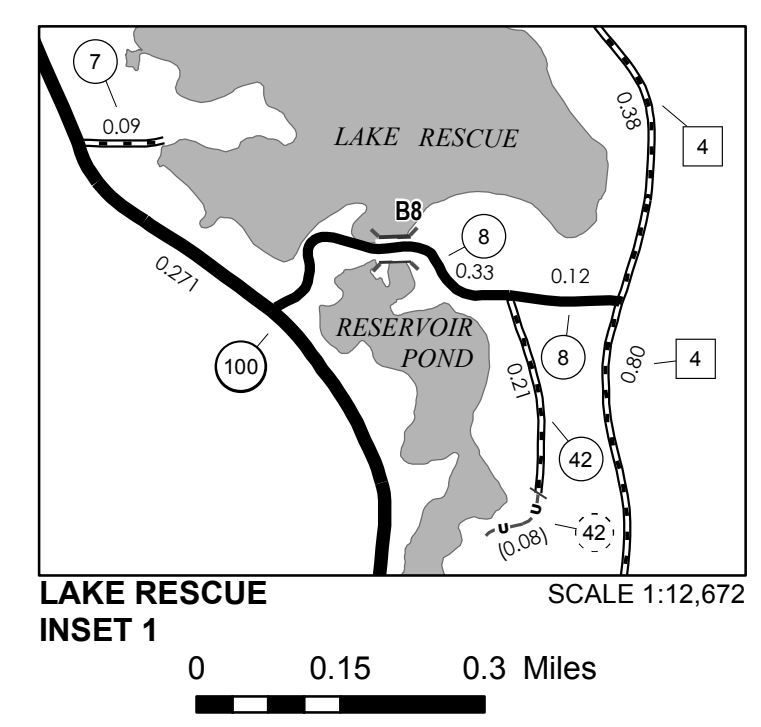 7
0.09
0.38
4
LAKE RESCUE
B8
8
0.33
0.12
0.271
RESERVOIR
POND
100
8
0.80
4
0.21
42
U
U
42
(0.08)
LAKE RESCUE
INSET 1
SCALE 1:12,672
0 0.15 0.3 Miles